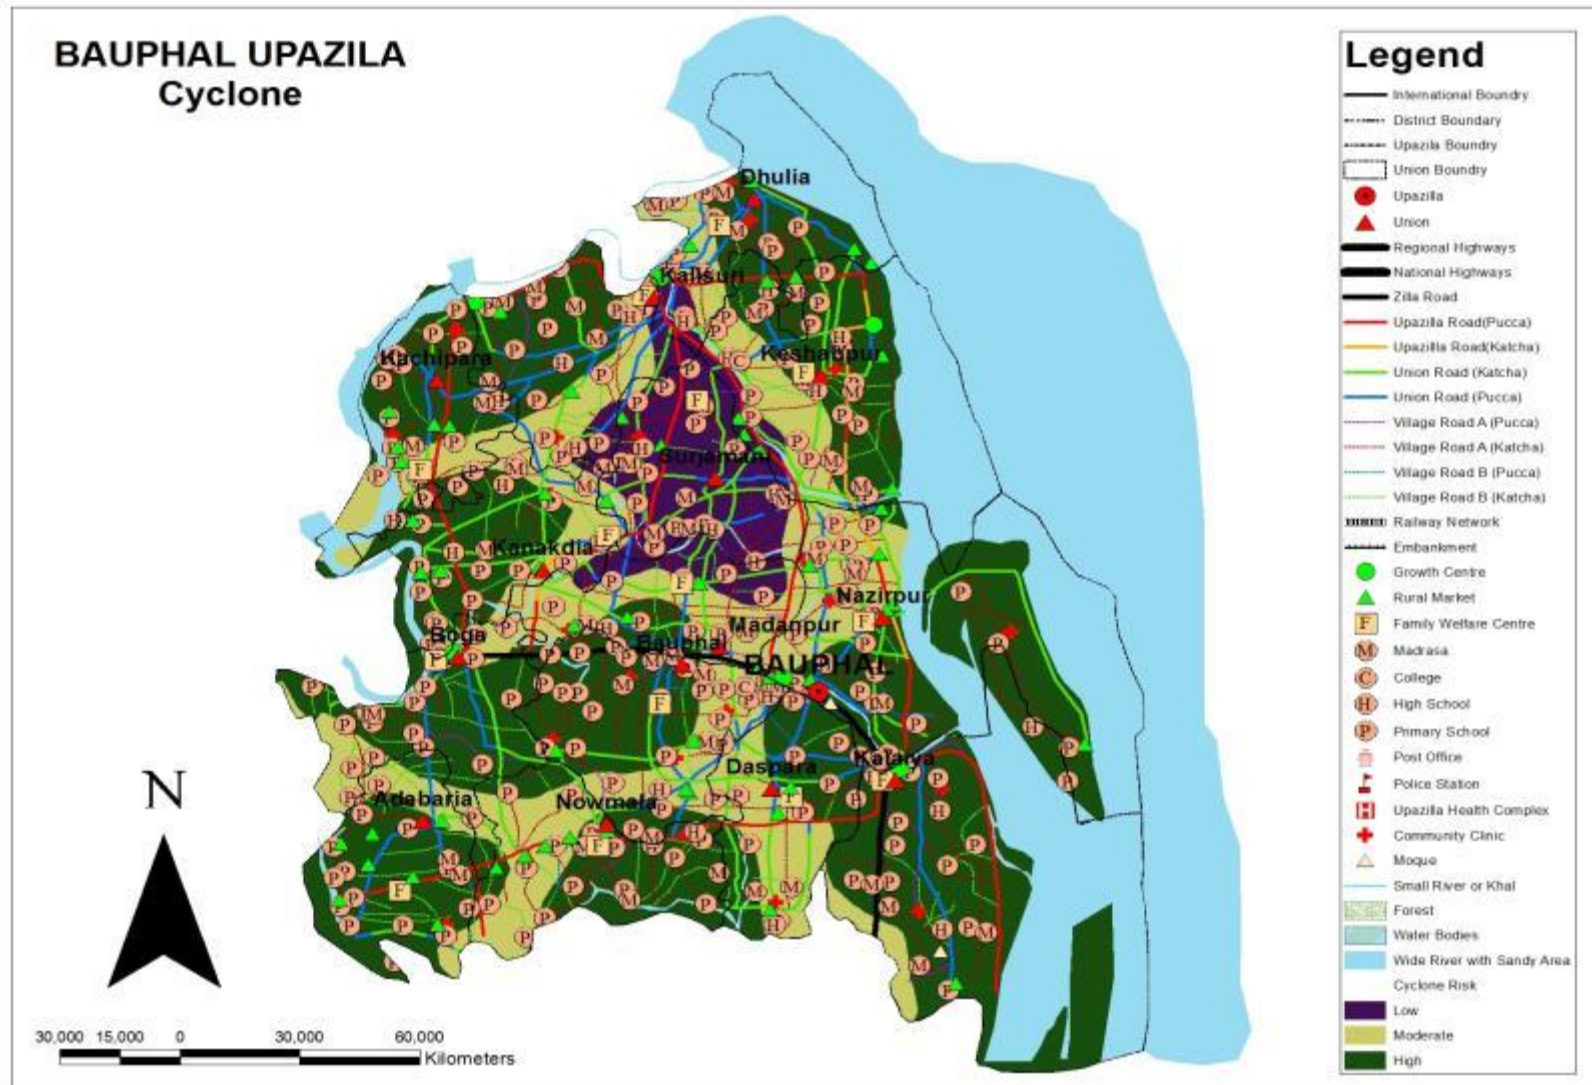 BAUPHAL UPAZILA
Cyclone
Dhulia
Kalisuri
Kachipara
Keshabpur
Surjamani
Kanakdia
Nazirpur
Boga
Bauphal
Madanpur
BAUPHAL
Daspara
Kalaiya
Adabaria
Nowmala
N
30,000 15,000 0 30,000 60,000
Kilometers
Legend
International Boundry
District Boundary
Upazila Boundry
Union Boundry
Upazilla
Union
Regional Highways
National Highways
Zilla Road
Upazilla Road(Pucca)
Upazillla Road(Katcha)
Union Road (Katcha)
Union Road (Pucca)
Village Road A (Pucca)
Village Road A (Katcha)
Village Road B (Pucca)
Village Road B (Katcha)
Railway Network
Embankment
Growth Centre
Rural Market
F Family Welfare Centre
M Madrasa
C College
H High School
P Primary School
Post Office
Police Station
H Upazilla Health Complex
Community Clinic
Moque
Small River or Khal
Forest
Water Bodies
Wide River with Sandy Area
Cyclone Risk
Low
Moderate
High